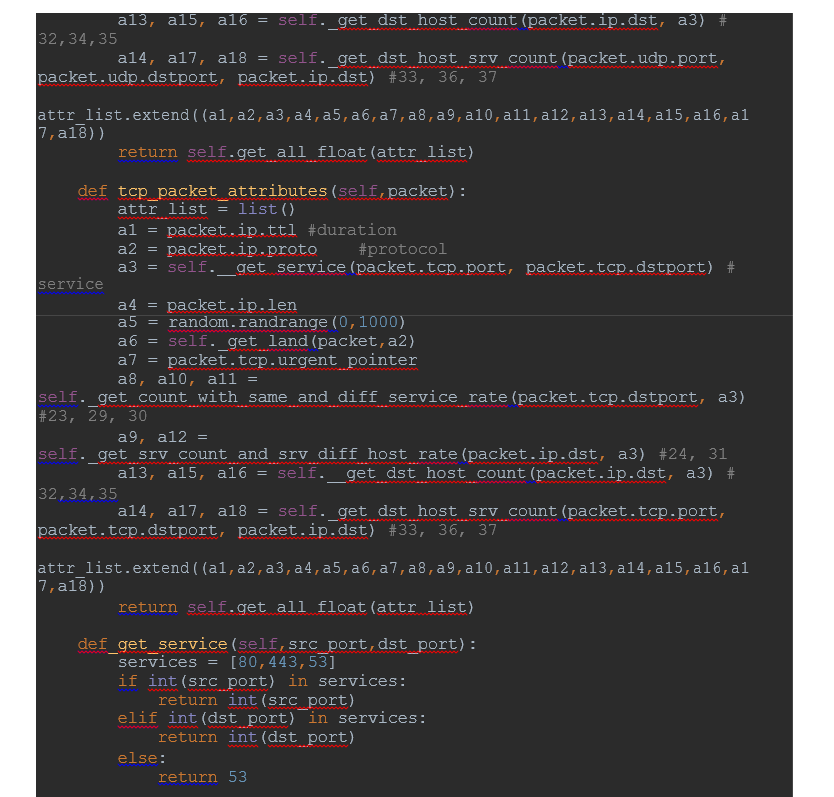 a13, a15, a16 = self._get_dst_host_count(packet.ip.dst, a3) #
32,34,35
a14, a17, a18 = self._get_dst_host_srv_count(packet.udp.port,
packet.udp.dstport, packet.ip.dst) #33, 36, 37
attr_list.extend((a1,a2,a3,a4,a5,a6,a7,a8,a9,a10,a11,a12,a13,a14,a15,a16,a1
7,a18))
return self.get_all_float(attr_list)
def tcp_packet_attributes(self,packet):
attr_list = list()
a1 = packet.ip.ttl #duration
a2 = packet.ip.proto    #protocol
a3 = self.__get_service(packet.tcp.port, packet.tcp.dstport) #
service
a4 = packet.ip.len
a5 = random.randrange(0,1000)
a6 = self._get_land(packet,a2)
a7 = packet.tcp.urgent_pointer
a8, a10, a11 =
self._get_count_with_same_and_diff_service_rate(packet.tcp.dstport, a3)
#23, 29, 30
a9, a12 =
self._get_srv_count_and_srv_diff_host_rate(packet.ip.dst, a3) #24, 31
a13, a15, a16 = self.__get_dst_host_count(packet.ip.dst, a3) #
32,34,35
a14, a17, a18 = self._get_dst_host_srv_count(packet.tcp.port,
packet.tcp.dstport, packet.ip.dst) #33, 36, 37
attr_list.extend((a1,a2,a3,a4,a5,a6,a7,a8,a9,a10,a11,a12,a13,a14,a15,a16,a1
7,a18))
return self.get_all_float(attr_list)
def_get_service(self,src_port,dst_port):
services = [80,443,53]
if int(src_port) in services:
return int(src_port)
elif int(dst_port) in services:
return int(dst_port)
else:
return 53